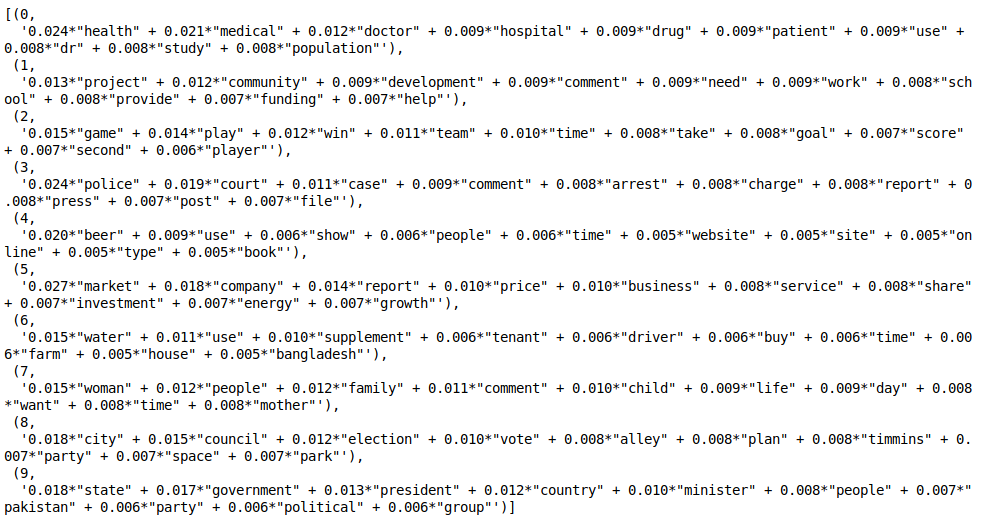 [(0,
'0.024*"health" + 0.021*"medical" + 0.012*"doctor" + 0.009*"hospital" + 0.009*"drug" + 0.009*"patient" + 0.009*"use" +
0.008*"dr" + 0.008*"study" + 0.008*"population"'),
(1,
'0.013*"project" + 0.012*"community" + 0.009*"development" + 0.009*"comment" + 0.009*"need" + 0.009*"work" + 0.008*"sch
ool" + 0.008*"provide" + 0.007*"funding" + 0.007*"help"'),
(2,
'0.015*"game" + 0.014*"play" + 0.012*"win" + 0.011*"team" + 0.010*"time" + 0.008*"take" + 0.008*"goal" + 0.007*"score"
+ 0.007*"second" + 0.006*"player"'),
(3,
'0.024*"police" + 0.019*"court" + 0.011*"case" + 0.009*"comment" + 0.008*"arrest" + 0.008*"charge" + 0.008*"report" + 0
.008*"press" + 0.007*"post" + 0.007*"file"'),
(4,
'0.020*"beer" + 0.009*"use" + 0.006*"show" + 0.006*"people" + 0.006*"time" + 0.005*"website" + 0.005*"site" + 0.005*"on
line" + 0.005*"type" + 0.005*"book"'),
(5,
'0.027*"market" + 0.018*"company" + 0.014*"report" + 0.010*"price" + 0.010*"business" + 0.008*"service" + 0.008*"share"
+ 0.007*"investment" + 0.007*"energy" + 0.007*"growth"'),
(6,
'0.015*"water" + 0.011*"use" + 0.010*"supplement" + 0.006*"tenant" + 0.006*"driver" + 0.006*"buy" + 0.006*"time" + 0.00
6*"farm" + 0.005*"house" + 0.005*"bangladesh"'),
(7,
'0.015*"woman" + 0.012*"people" + 0.012*"family" + 0.011*"comment" + 0.010*"child" + 0.009*"life" + 0.009*"day" + 0.008
*"want" + 0.008*"time" + 0.008*"mother"'),
(8,
'0.018*"city" + 0.015*"council" + 0.012*"election" + 0.010*"vote" + 0.008*"alley" + 0.008*"plan" + 0.008*"timmins" + 0.
007*"party" + 0.007*"space" + 0.007*"park"'),
(9,
'0.018*"state" + 0.017*"government" + 0.013*"president" + 0.012*"country" + 0.010*"minister" + 0.008*"people" + 0.007*"
pakistan" + 0.006*"party" + 0.006*"political" + 0.006*"group"')]